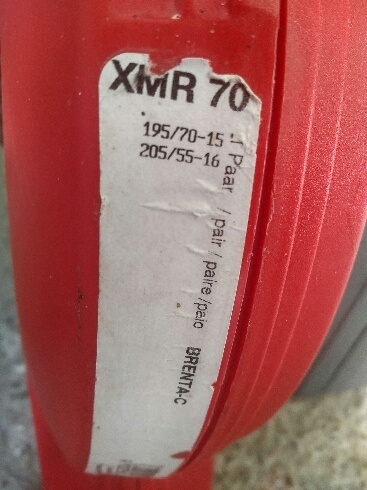 XMR 70
195/70-15
205/55-16
1 Paar / pair / paire /paio
BRENTA-C